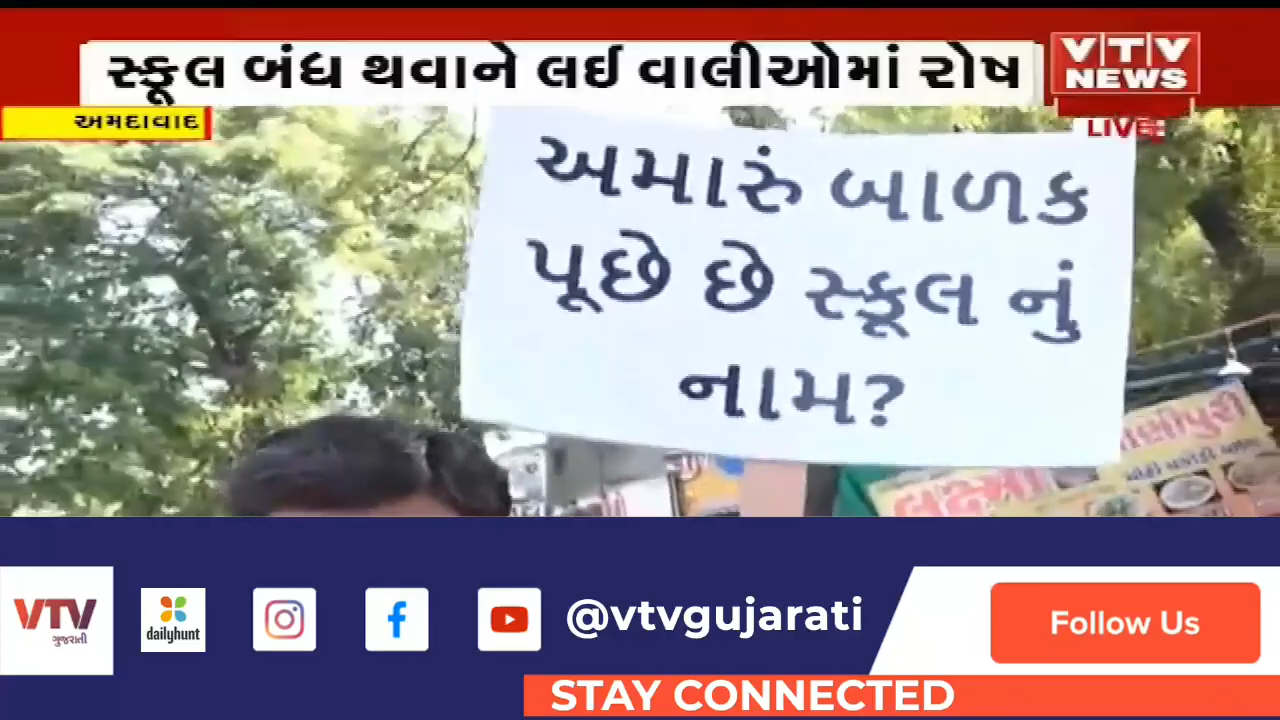 સ્કૂલ બંધ થવાને લઈ વાલીઓમાં રોષ
VTV
NEWS
અમદાવાદ
LIVE
અમારું બાળક
પૂછે છે સ્કૂલ નું
નામ?
VTV
ગુજરાતી
dailyhunt
@vtvgujarati
Follow Us
STAY CONNECTED